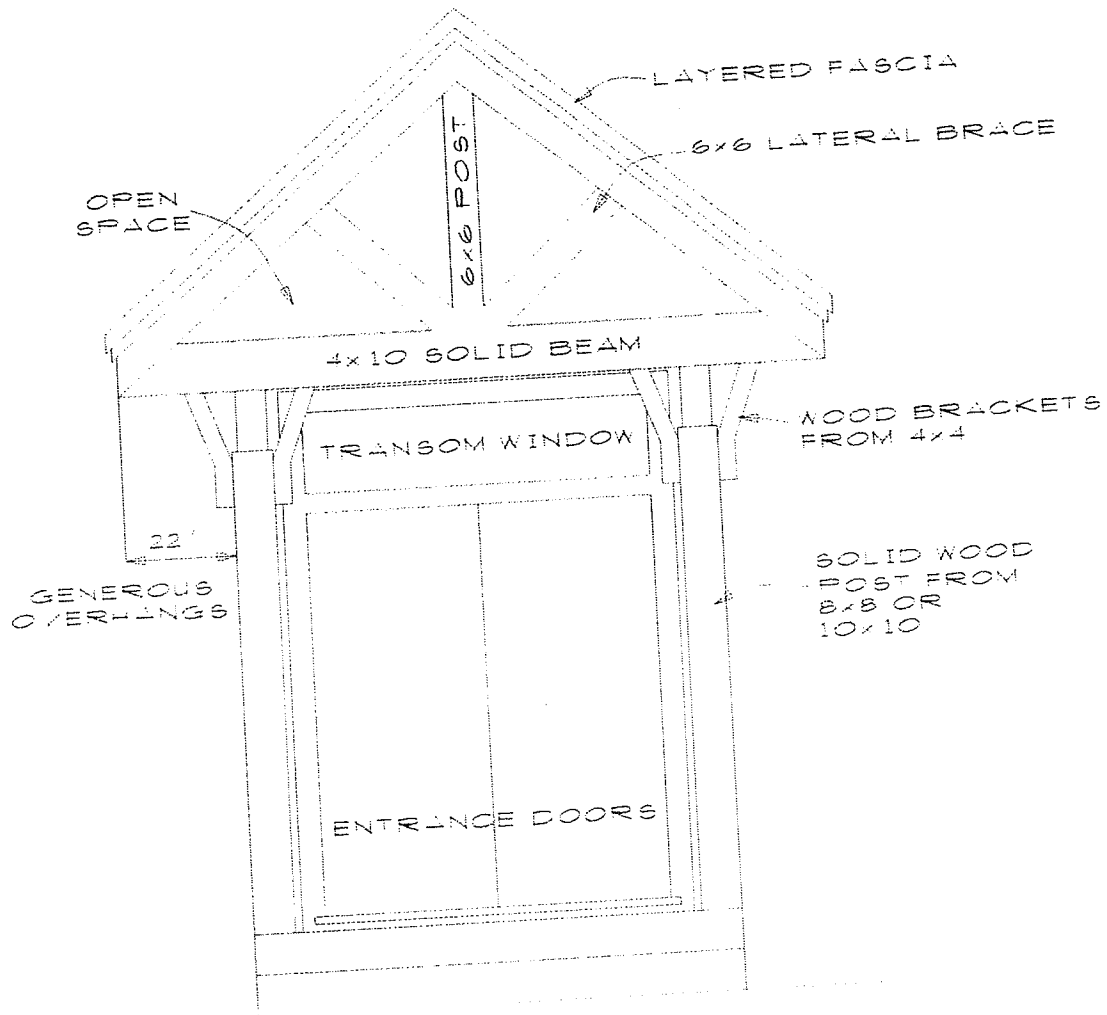 LAYERED FASCIA
6x6 LATERAL BRACE
OPEN
SPACE
6x6 POST
4x10 SOLID BEAM
WOOD BRACKETS
FROM 4x4
TRANSOM WINDOW
22'
GENEROUS
OVERHANGS
SOLID WOOD
POST FROM
8x8 OR
10x10
ENTRANCE DOORS